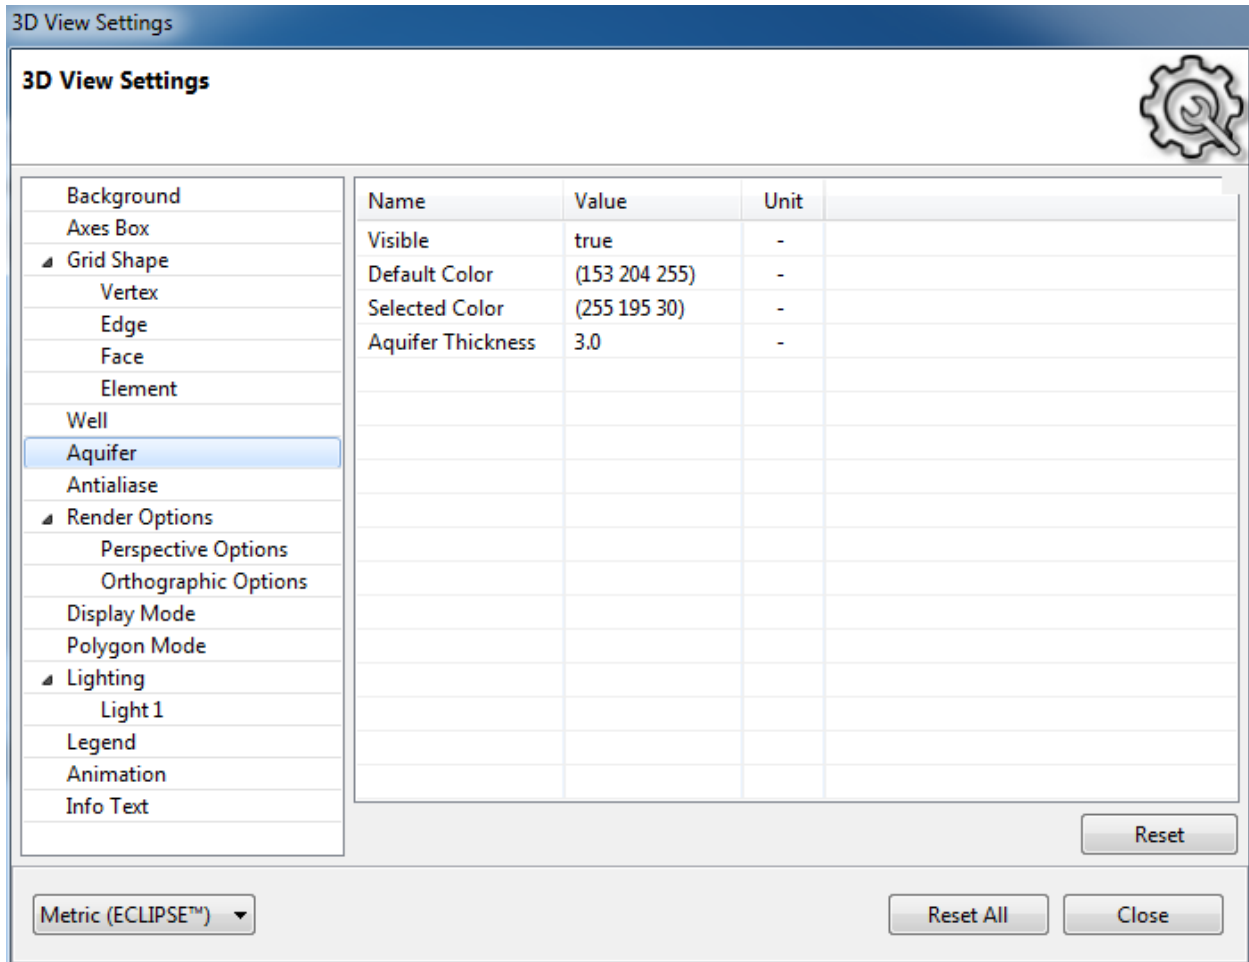 3D View Settings
3D View Settings
Background
Axes Box
Grid Shape
Vertex
Edge
Face
Element
Well
Aquifer
Antialiase
Render Options
Perspective Options
Orthographic Options
Display Mode
Polygon Mode
Lighting
Light 1
Legend
Animation
Info Text
Name Value Unit
Visible true -
Default Color (153 204 255) -
Selected Color (255 195 30) -
Aquifer Thickness 3.0 -
Reset
Metric (ECLIPSE™) Reset All Close